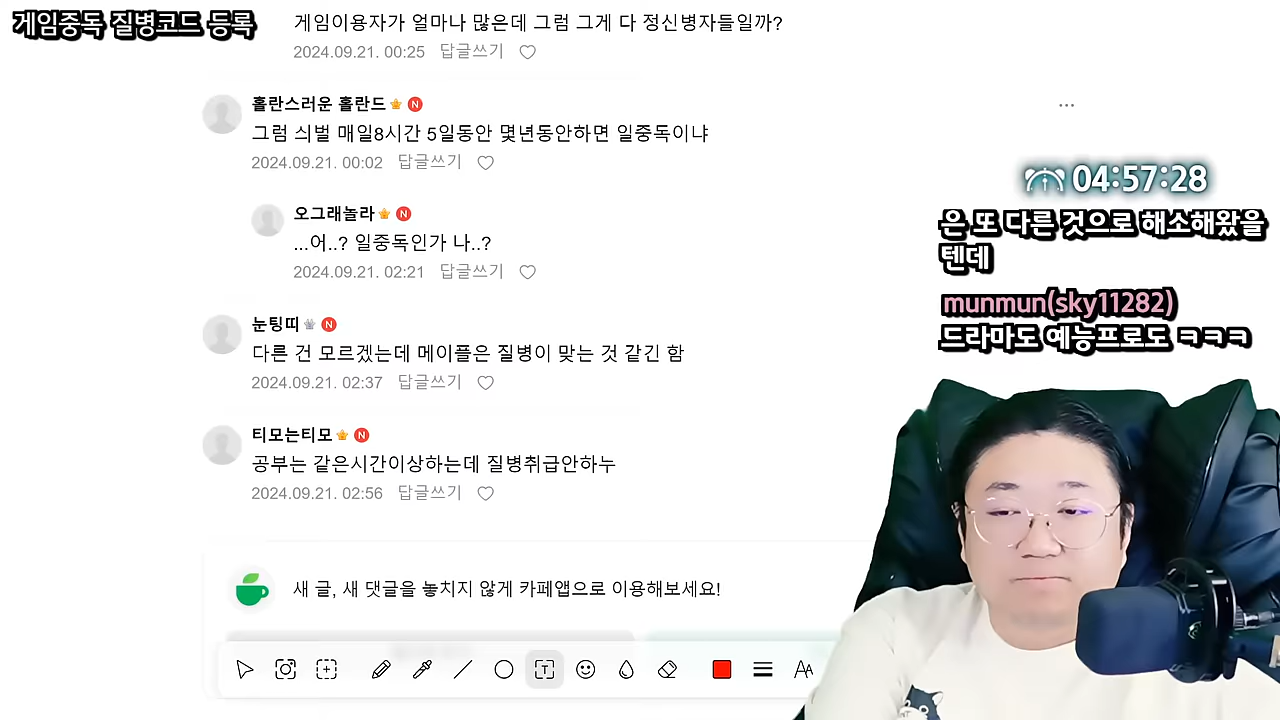 게임중독 질병코드 등록
게임이용자가 얼마나 많은데 그럼 그게 다 정신병자들일까?
2024.09.21. 00:25 답글쓰기
홀란스러운 홀란드 N
그럼 싀벌 매일8시간 5일동안 몇년동안하면 일중독이냐
2024.09.21. 00:02 답글쓰기
오그래놀라 N
...어..? 일중독인가 나..?
2024.09.21. 02:21 답글쓰기
눈팅띠 N
다른 건 모르겠는데 메이플은 질병이 맞는 것 같긴 함
2024.09.21. 02:37 답글쓰기
티모는티모 N
공부는 같은시간이상하는데 질병취급안하누
2024.09.21. 02:56 답글쓰기
새 글, 새 댓글을 놓치지 않게 카페앱으로 이용해보세요!
T
AA
04:57:28
은 또 다른 것으로 해소해왔을
텐데
munmun(sky11282)
드라마도 예능프로도 ㅋㅋㅋ